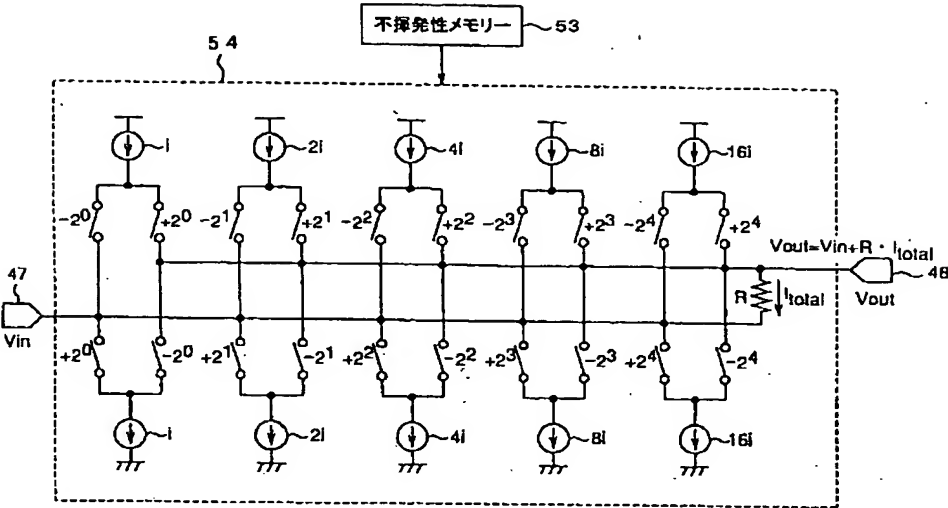 不揮発性メモリー
53
54
i
2i
4i
8i
16i
-2⁰ +2⁰ -2¹ +2¹ -2² +2² -2³ +2³ -2⁴ +2⁴
Vout=Vin+R・Itotal
47
48
Vin
R
Itotal
Vout
+2⁰ -2⁰ +2¹ -2¹ +2² -2² +2³ -2³ +2⁴ -2⁴
i
2i
4i
8i
16i